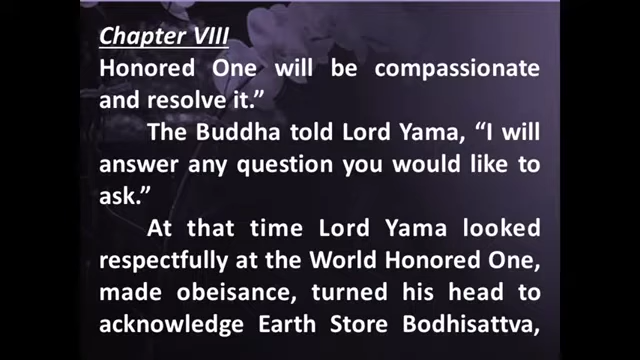 Chapter VIII
Honored One will be compassionate
and resolve it.”
The Buddha told Lord Yama, “I will
answer any question you would like to
ask.”
At that time Lord Yama looked
respectfully at the World Honored One,
made obeisance, turned his head to
acknowledge Earth Store Bodhisattva,